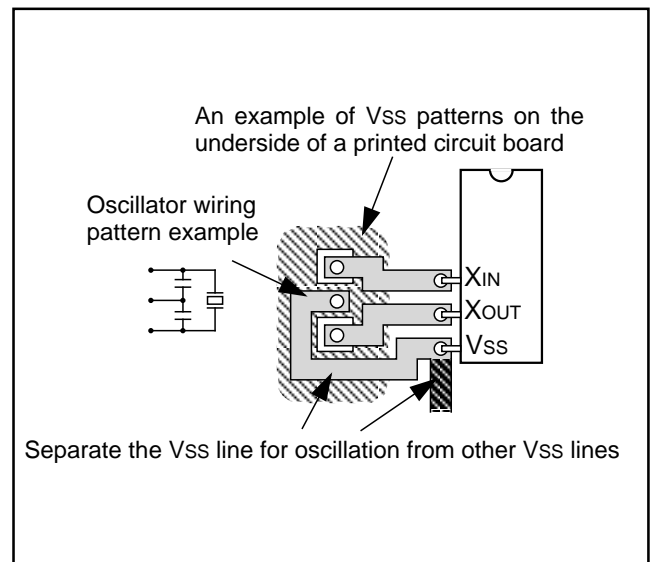 An example of VSS patterns on the
underside of a printed circuit board
Oscillator wiring
pattern example
XIN
XOUT
VSS
Separate the VSS line for oscillation from other VSS lines